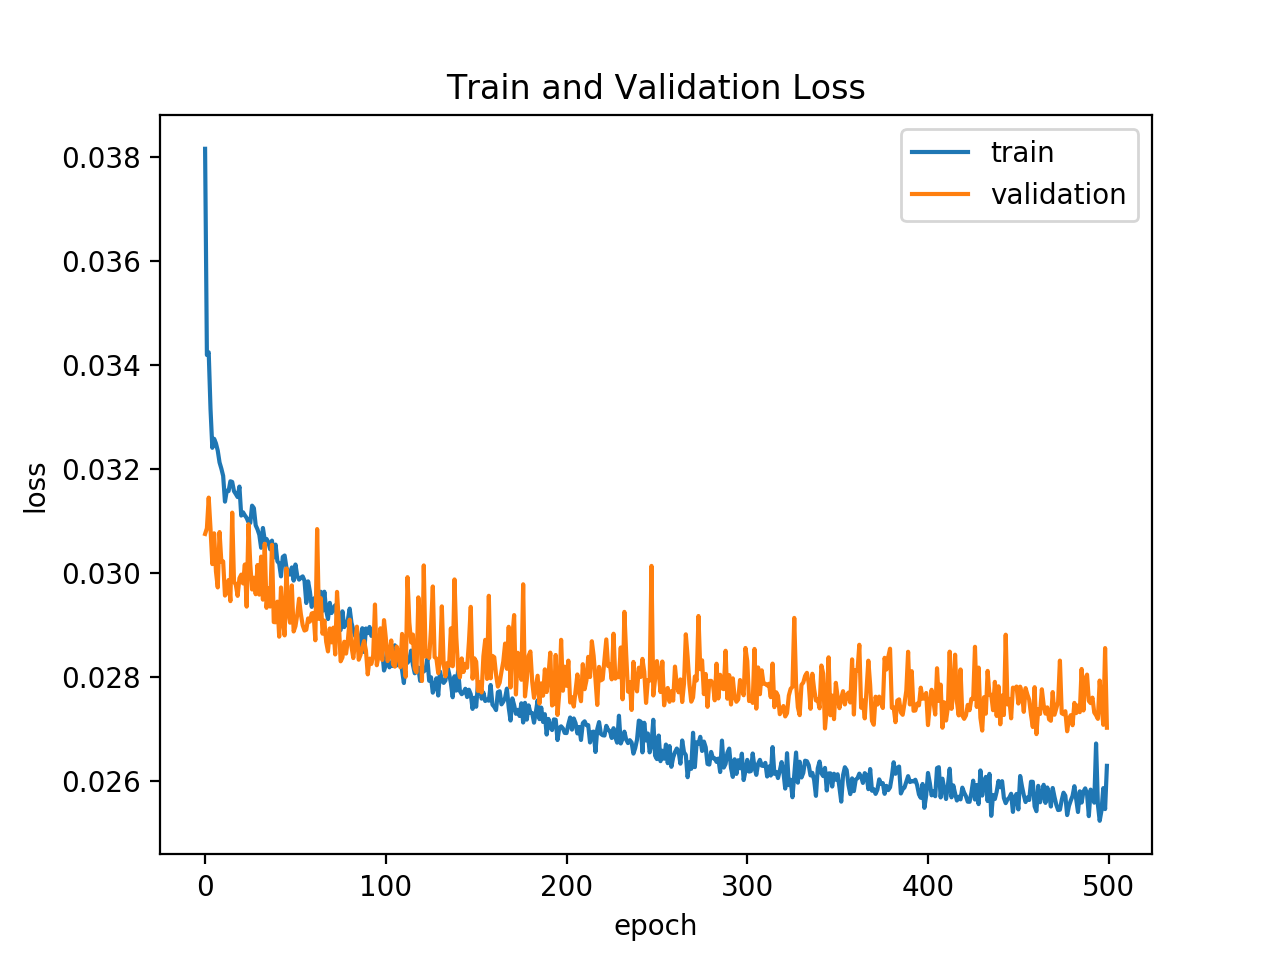 Train and Validation Loss
train
validation
0.038
0.036
0.034
0.032
0.030
0.028
0.026
loss
0 100 200 300 400 500
epoch